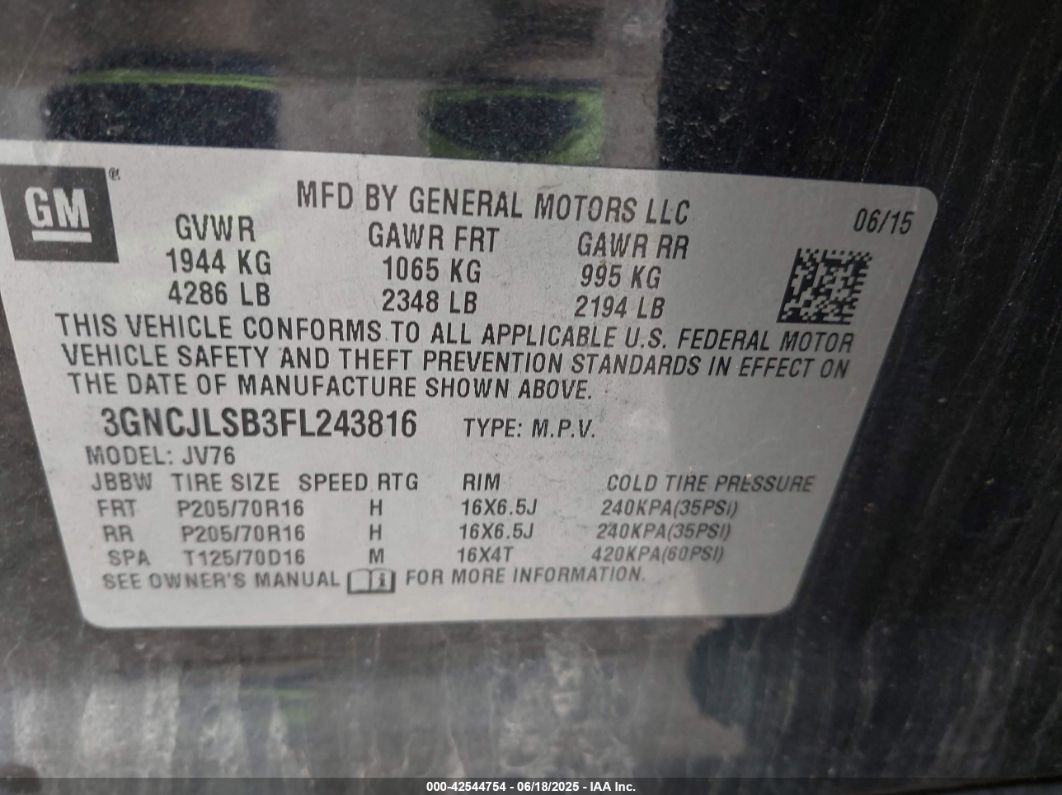 GM®
MFD BY GENERAL MOTORS LLC
06/15
GVWR GAWR FRT GAWR RR
1944 KG 1065 KG 995 KG
4286 LB 2348 LB 2194 LB
THIS VEHICLE CONFORMS TO ALL APPLICABLE U.S. FEDERAL MOTOR
VEHICLE SAFETY AND THEFT PREVENTION STANDARDS IN EFFECT ON
THE DATE OF MANUFACTURE SHOWN ABOVE.
3GNCJLSB3FL243816 TYPE: M.P.V.
MODEL: JV76
JBBW TIRE SIZE SPEED RTG RIM COLD TIRE PRESSURE
FRT P205/70R16 H 16X6.5J 240KPA(35PSI)
RR P205/70R16 H 16X6.5J 240KPA(35PSI)
SPA T125/70D16 M 16X4T 420KPA(60PSI)
SEE OWNER'S MANUAL i FOR MORE INFORMATION.
000-42544754 - 06/18/2025 - IAA Inc.